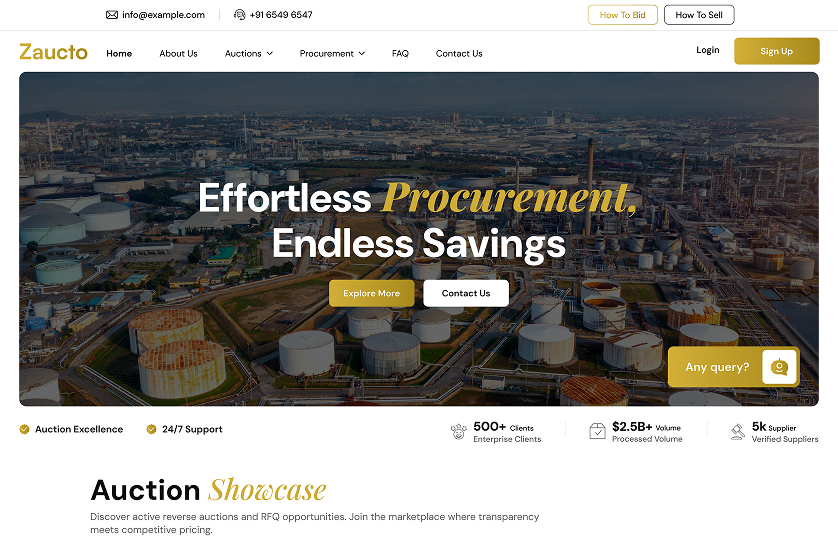 info@example.com
+91 6549 6547
How To Bid
How To Sell
Zaucto
Home
About Us
Auctions
Procurement
FAQ
Contact Us
Login
Sign Up
Effortless Procurement,
Endless Savings
Explore More
Contact Us
Any query?
Auction Excellence
24/7 Support
500+ Clients
Enterprise Clients
$2.5B+ Volume
Processed Volume
5k Supplier
Verified Suppliers
Auction Showcase
Discover active reverse auctions and RFQ opportunities. Join the marketplace where transparency
meets competitive pricing.